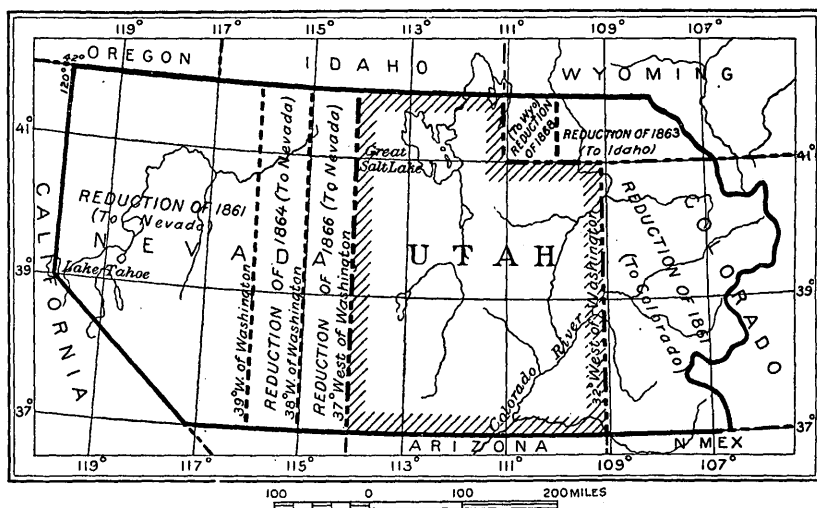 119° 117° 115° 113° 111° 109° 107°
OREGON IDAHO WYOMING
42°
120°
41°
(To Wyo)
REDUCTION
OF 1868
REDUCTION OF 1863
(To Idaho)
41°
Great
Salt Lake
CALIFORNIA
REDUCTION OF 1861
(To Nevada)
NEVADA
Lake Tahoe
39°
39° W. of Washington
REDUCTION OF 1864 (To Nevada)
38° W. of Washington
REDUCTION OF 1866 (To Nevada)
37° West of Washington
UTAH
Colorado River
32° West of Washington
REDUCTION OF 1861
(To Colorado)
COLORADO
39°
37°
37°
ARIZONA N MEX
119° 117° 115° 113° 111° 109° 107°
100 0 100 200 MILES